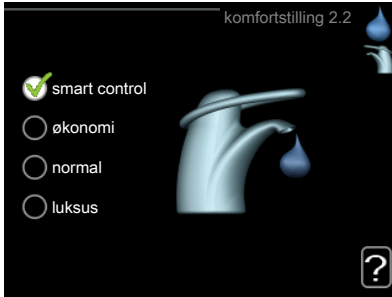 komfortstilling 2.2
smart control
økonomi
normal
luksus
?